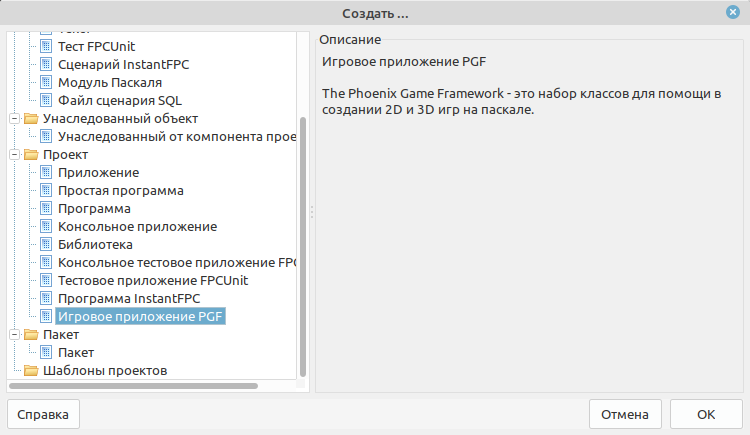 Создать ...
Тест FPCUnit
Сценарий InstantFPC
Модуль Паскаля
Файл сценария SQL
Унаследованный объект
Унаследованный от компонента прое
Проект
Приложение
Простая программа
Программа
Консольное приложение
Библиотека
Консольное тестовое приложение FPC
Тестовое приложение FPCUnit
Программа InstantFPC
Игровое приложение PGF
Пакет
Пакет
Шаблоны проектов
Описание
Игровое приложение PGF
The Phoenix Game Framework - это набор классов для помощи в
создании 2D и 3D игр на паскале.
Справка
Отмена
OK